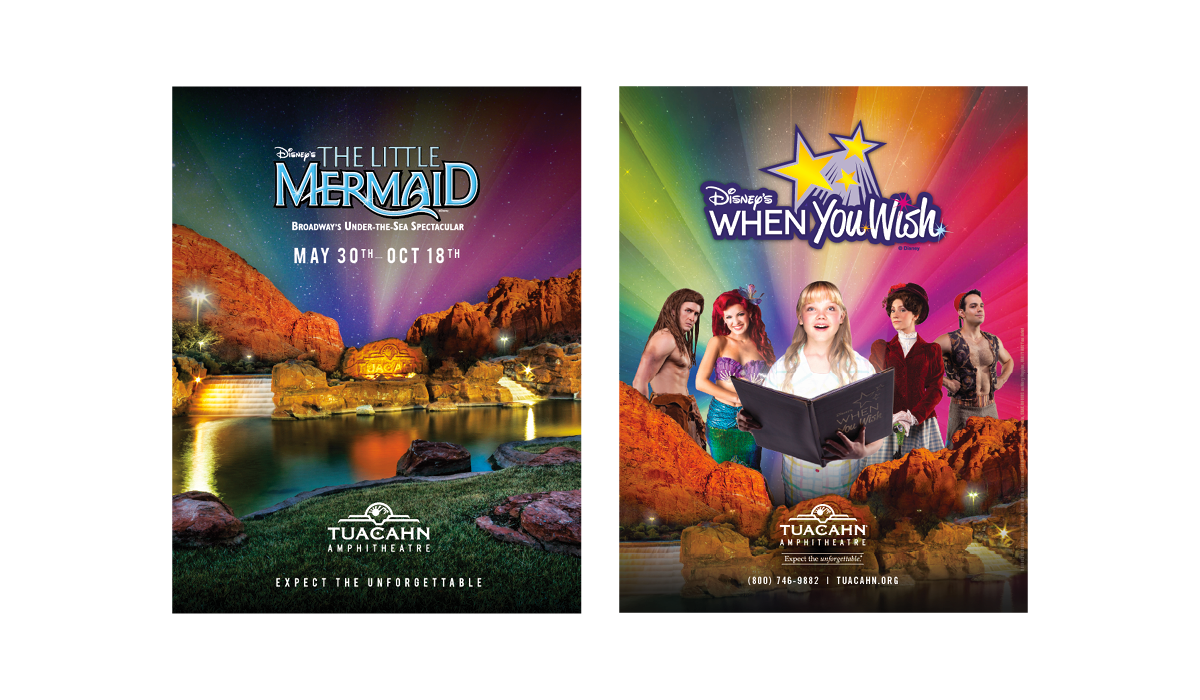 Disney's THE LITTLE
MERMAID
BROADWAY'S UNDER-THE-SEA SPECTACULAR
MAY 30TH – OCT 18TH
TUACAHN
TUACAHN
AMPHITHEATRE
EXPECT THE UNFORGETTABLE
Disney's
WHEN You Wish
© Disney
WHEN
You Wish
TUACAHN
AMPHITHEATRE
Expect the unforgettable.
(800) 746-9882 | TUACAHN.ORG